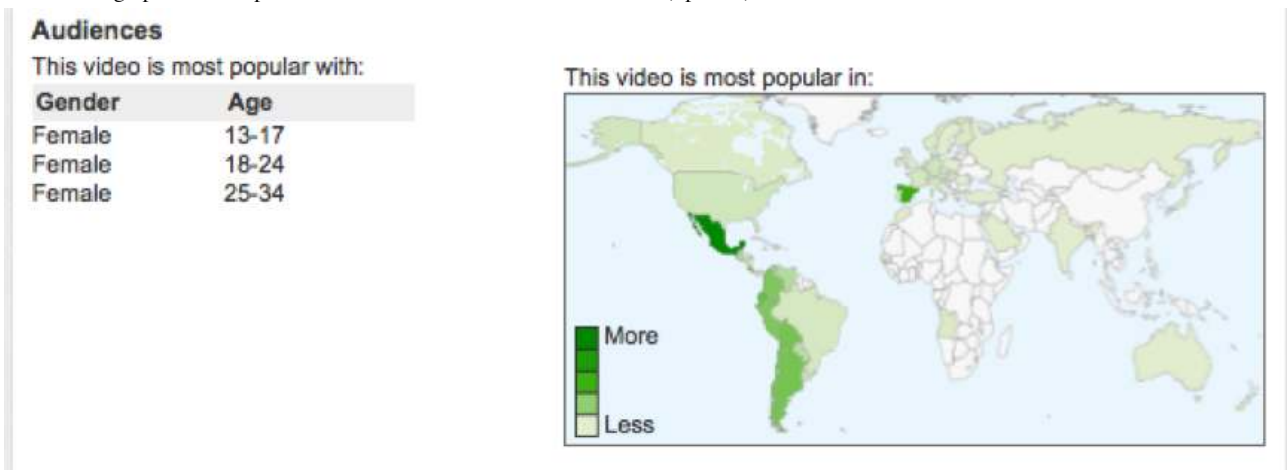 Audiences
This video is most popular with:
Gender Age
Female 13-17
Female 18-24
Female 25-34
This video is most popular in:
More
Less